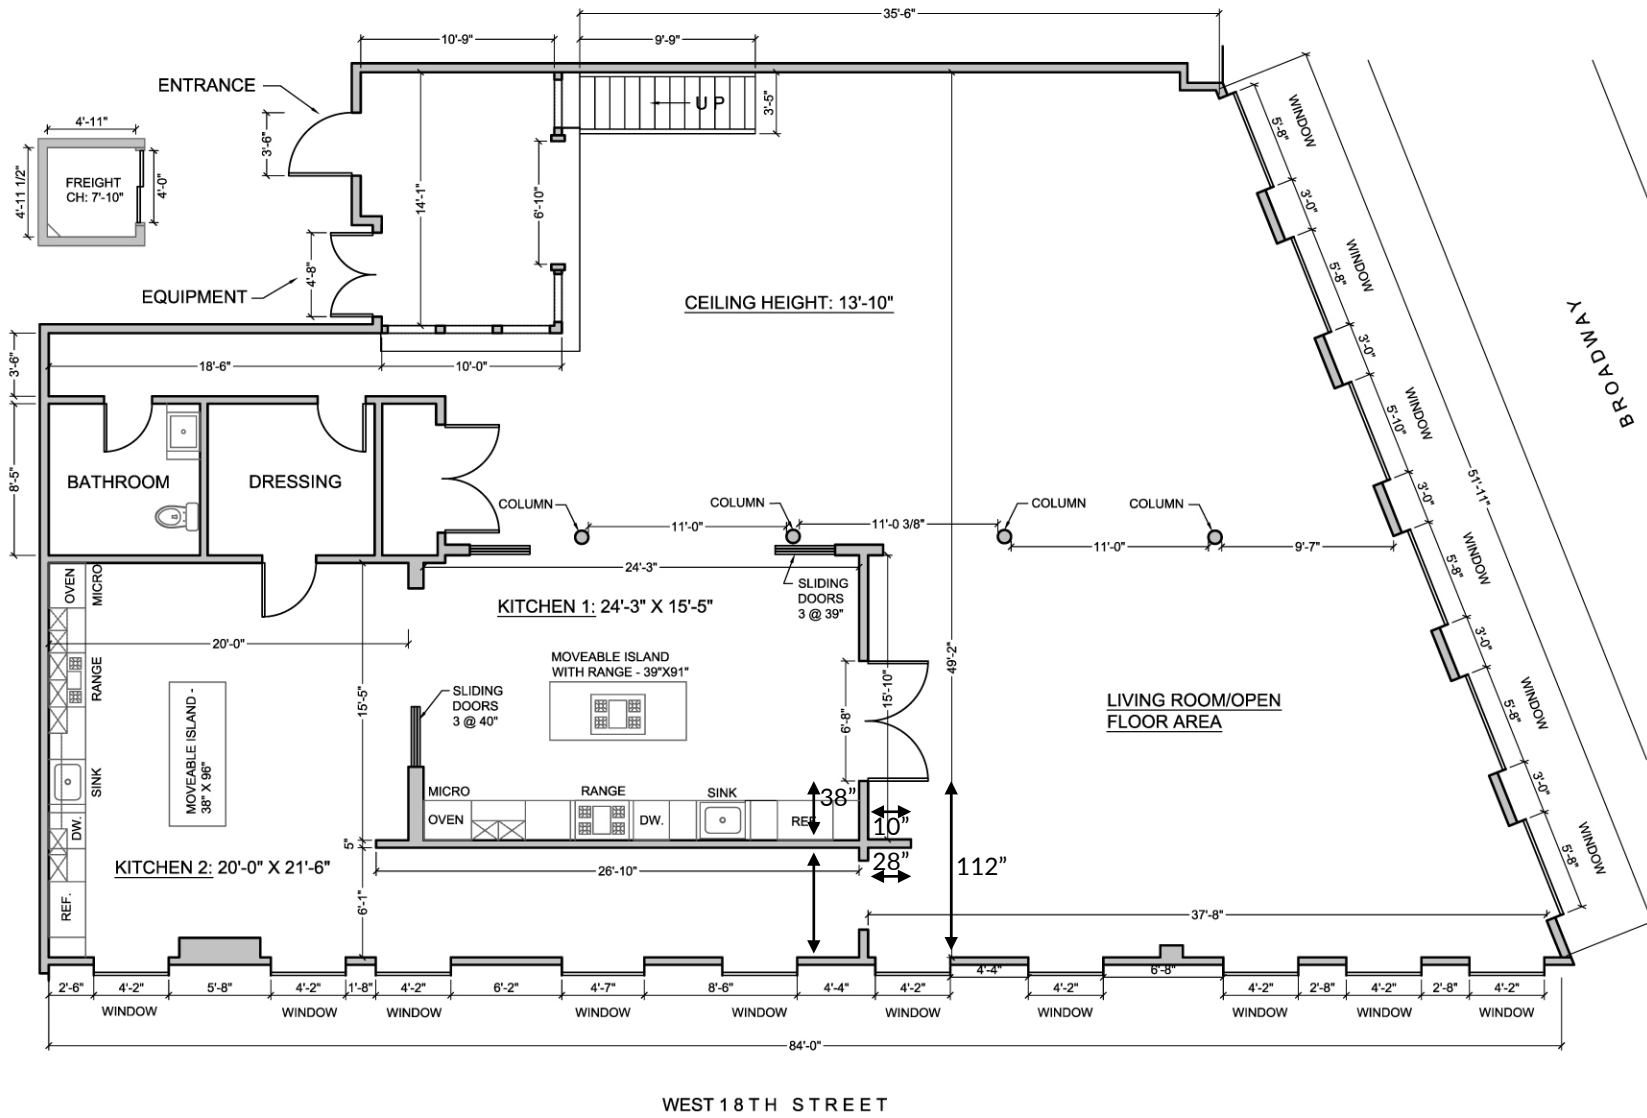 35'-6"
10'-9"
9'-9"
ENTRANCE
UP
3'-5"
WINDOW
5'-8"
4'-11"
3'-6"
FREIGHT
CH: 7'-10"
4'-11 1/2"
4'-0"
14'-1"
6'-10"
3'-0"
EQUIPMENT
4'-8"
CEILING HEIGHT: 13'-10"
WINDOW
5'-8"
BROADWAY
3'-6"
18'-6"
10'-0"
3'-0"
WINDOW
5'-10"
8'-5"
BATHROOM
DRESSING
COLUMN
COLUMN
COLUMN
COLUMN
51'-11"
3'-0"
11'-0"
11'-0 3/8"
11'-0"
9'-7"
WINDOW
5'-8"
OVEN
MICRO
24'-3"
SLIDING
DOORS
3 @ 39"
KITCHEN 1: 24'-3" X 15'-5"
20'-0"
3'-0"
RANGE
MOVEABLE ISLAND
WITH RANGE - 39"X91"
49'-2"
SLIDING
DOORS
3 @ 40"
15'-5"
15'-10"
6'-8"
LIVING ROOM/OPEN
FLOOR AREA
WINDOW
5'-8"
MOVEABLE ISLAND -
38" X 96"
SINK
MICRO
RANGE
SINK
38"
3'-0"
DW.
OVEN
DW.
REF.
10"
5"
KITCHEN 2: 20'-0" X 21'-6"
26'-10"
28"
112"
WINDOW
5'-8"
REF.
6'-1"
37'-8"
4'-4"
6'-8"
2'-6"
4'-2"
5'-8"
4'-2"
1'-8"
4'-2"
6'-2"
4'-7"
8'-6"
4'-4"
4'-2"
4'-2"
4'-2"
2'-8"
4'-2"
2'-8"
4'-2"
WINDOW
WINDOW
WINDOW
WINDOW
WINDOW
WINDOW
WINDOW
WINDOW
WINDOW
WINDOW
84'-0"
WEST 18TH STREET